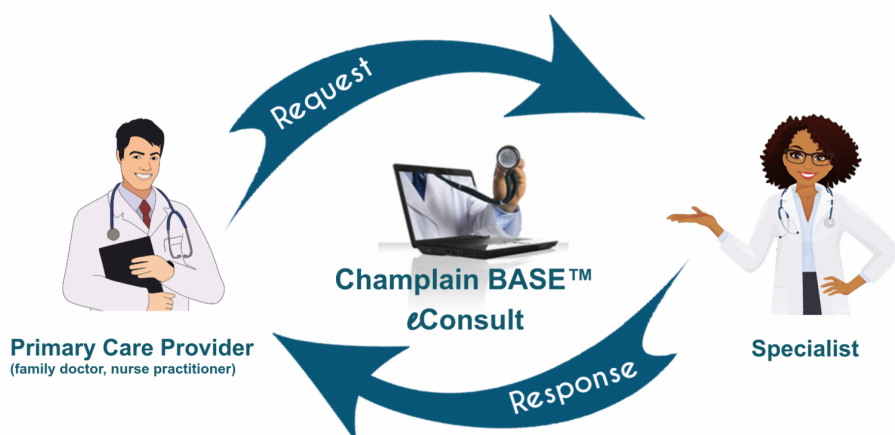 Request
Champlain BASE™
eConsult
Primary Care Provider
(family doctor, nurse practitioner)
Specialist
Response